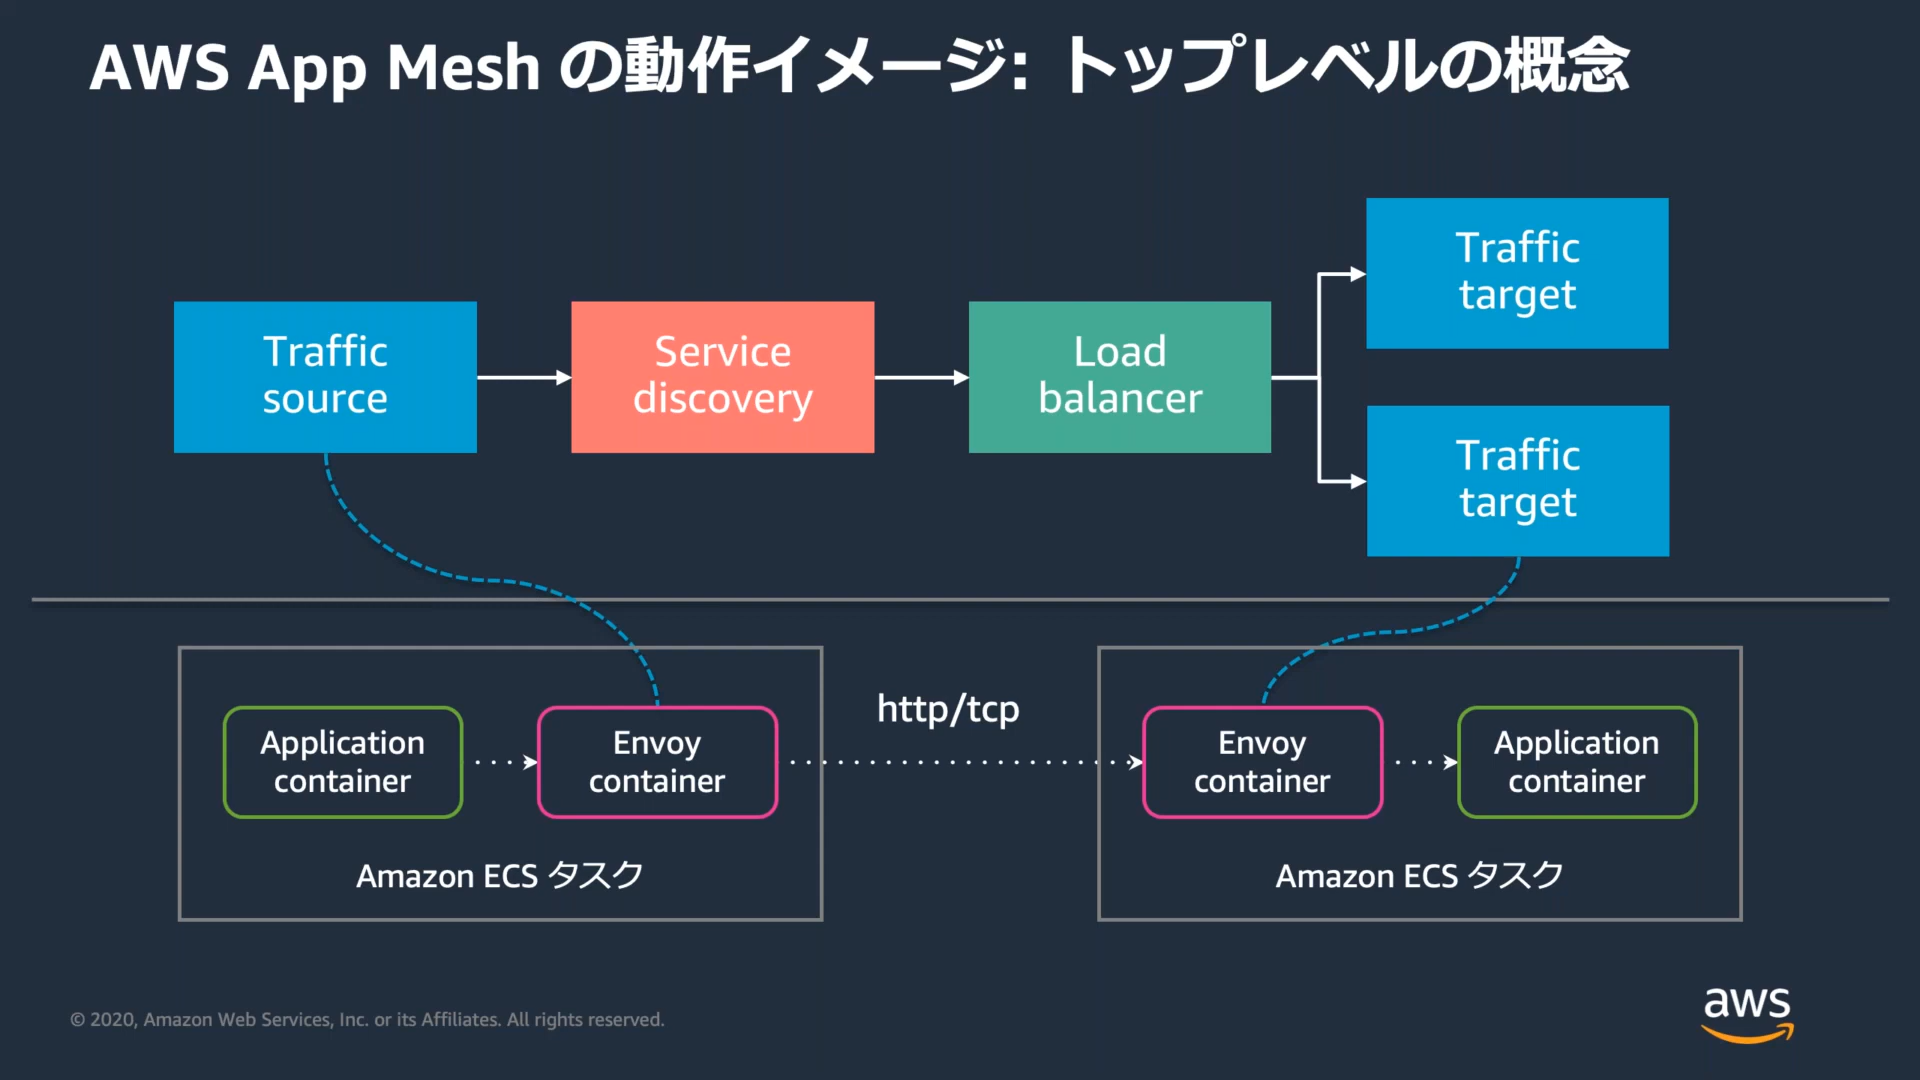 AWS App Mesh の動作イメージ: トップレベルの概念
Traffic
source
Service
discovery
Load
balancer
Traffic
target
Traffic
target
Application
container
Envoy
container
Amazon ECS タスク
http/tcp
Envoy
container
Application
container
Amazon ECS タスク
© 2020, Amazon Web Services, Inc. or its Affiliates. All rights reserved.
aws